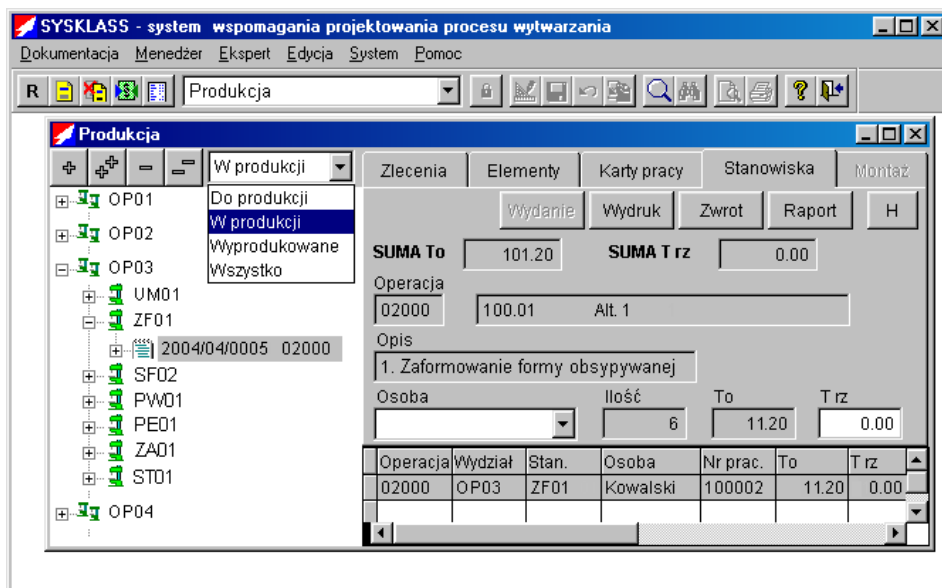 SYSKLASS - system wspomagania projektowania procesu wytwarzania
Dokumentacja Menedżer Ekspert Edycja System Pomoc
R Produkcja
Produkcja
W produkcji
Do produkcji
W produkcji
Wyprodukowane
Wszystko
OP01
OP02
OP03
UM01
ZF01
2004/04/0005 02000
SF02
PW01
PE01
ZA01
ST01
OP04
Zlecenia Elementy Karty pracy Stanowiska Montaż
Wydanie Wydruk Zwrot Raport H
SUMA To 101.20 SUMA T rz 0.00
Operacja
02000 100.01 Alt. 1
Opis
1. Zaformowanie formy obsypywanej
Osoba Ilość To T rz
6 11.20 0.00
Operacja Wydział Stan. Osoba Nr prac. To T rz
02000 OP03 ZF01 Kowalski 100002 11.20 0.00